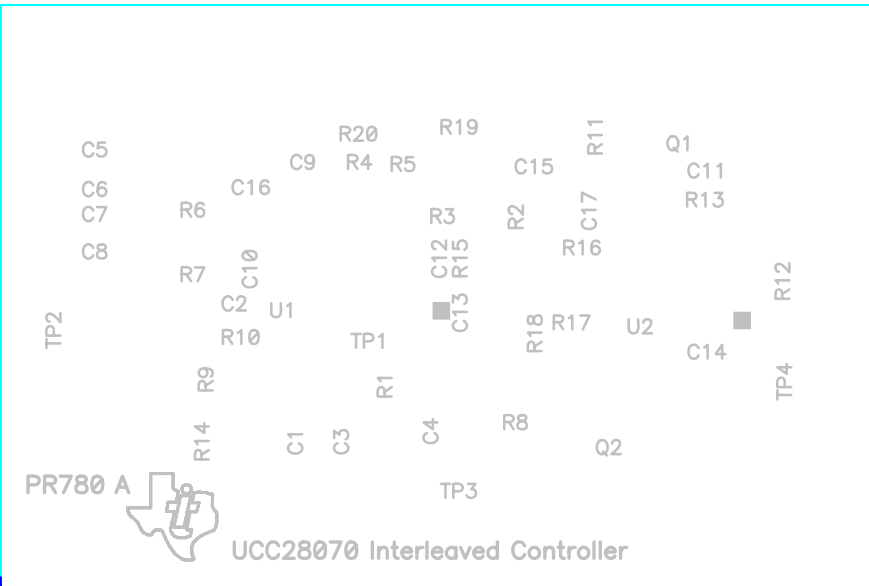 R19
R20
R11
Q1
C5
C9
R4
R5
C15
C11
C6
C16
R13
C7
R6
R3
R2
C17
C8
R16
R7
C10
C12
R15
R12
C2
U1
C13
TP2
R10
TP1
R18
R17
U2
C14
R9
R1
TP4
R14
C1
C3
C4
R8
Q2
PR780 A
TP3
UCC28070 Interleaved Controller